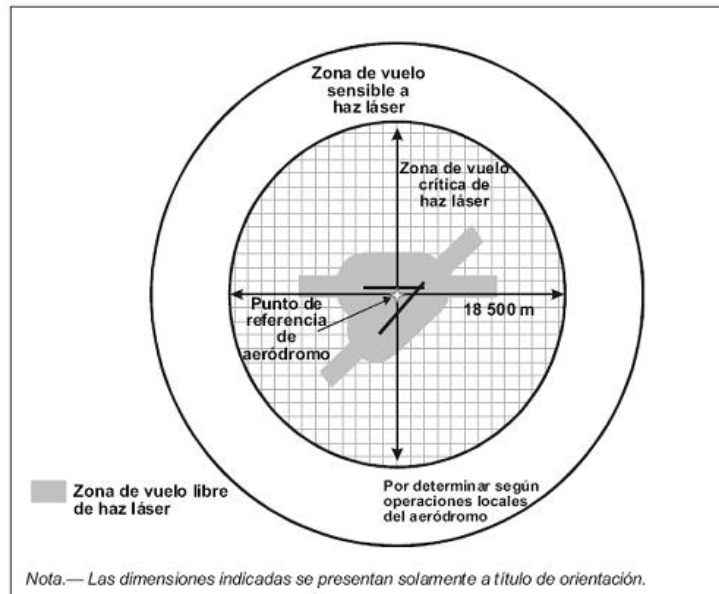 Zona de vuelo
sensible a
haz láser
Zona de vuelo
crítica de
haz láser
Punto de
referencia
de
aeródromo
18 500 m
Por determinar según
operaciones locales
del aeródromo
Zona de vuelo libre
de haz láser
Nota.— Las dimensiones indicadas se presentan solamente a título de orientación.